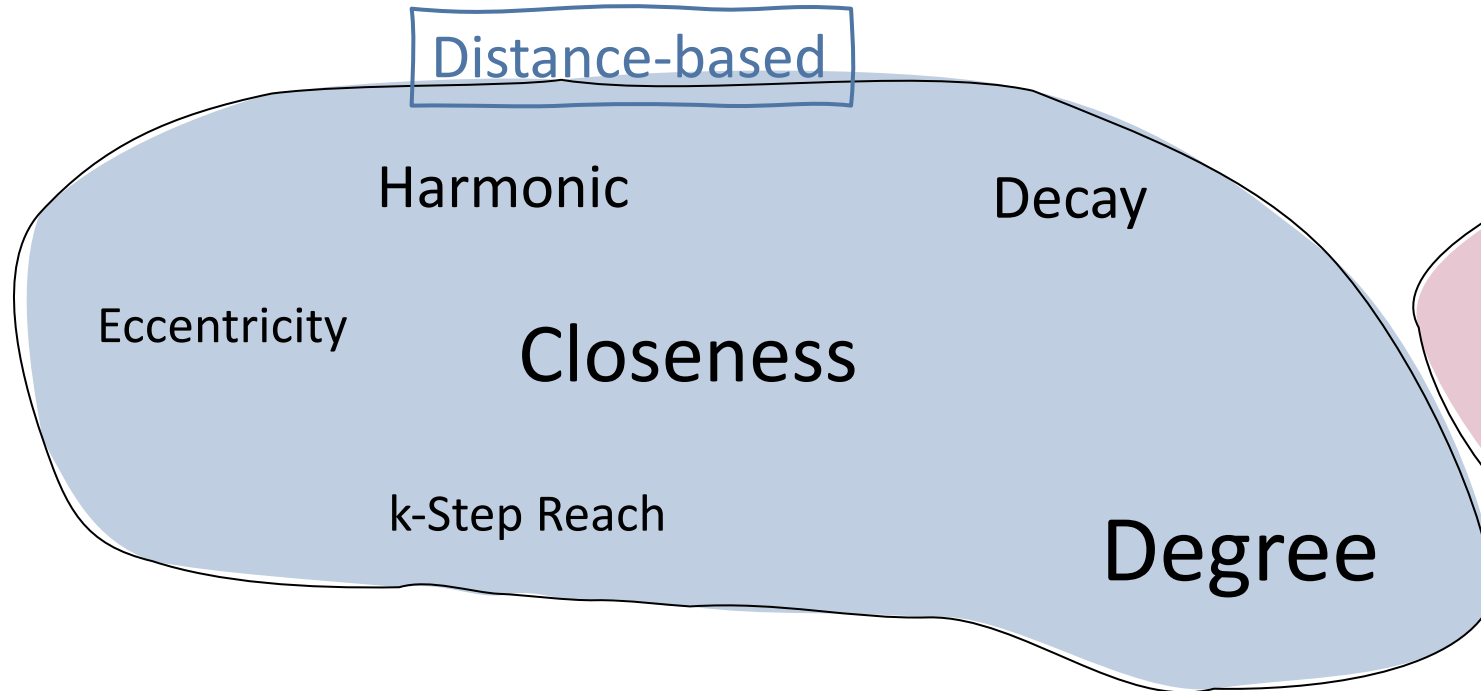 Distance-based
Harmonic
Decay
Eccentricity
Closeness
k-Step Reach
Degree